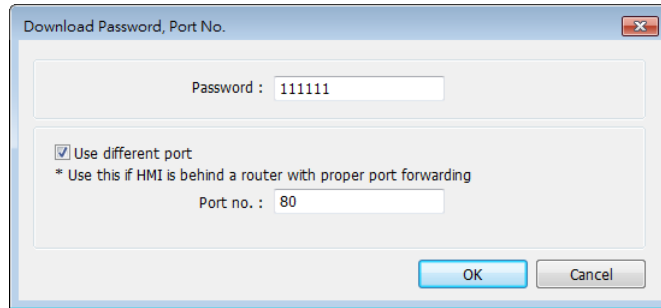 Download Password, Port No.
Password : 111111
Use different port
* Use this if HMI is behind a router with proper port forwarding
Port no. : 80
OK Cancel